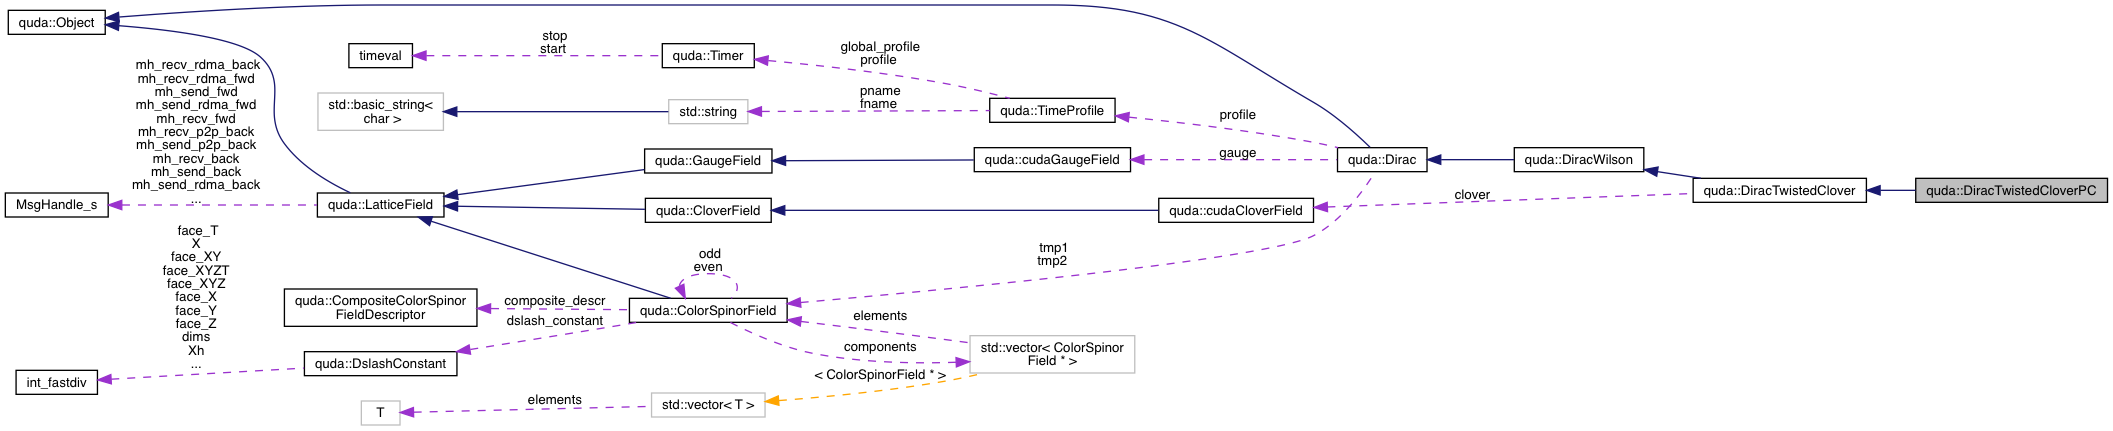 quda::Object
timeval
stop
start
quda::Timer
global_profile
profile
std::basic_string<
char >
std::string
pname
fname
quda::TimeProfile
profile
mh_recv_rdma_back
mh_recv_rdma_fwd
mh_send_fwd
mh_send_rdma_fwd
mh_recv_fwd
mh_recv_p2p_back
mh_send_p2p_back
mh_recv_back
mh_send_back
mh_send_rdma_back
...
quda::GaugeField
quda::cudaGaugeField
gauge
quda::Dirac
quda::DiracWilson
quda::DiracTwistedClover
quda::DiracTwistedCloverPC
MsgHandle_s
quda::LatticeField
quda::CloverField
quda::cudaCloverField
clover
face_T
X
face_XY
face_XYZT
face_XYZ
face_X
face_Y
face_Z
dims
Xh
...
odd
even
tmp1
tmp2
quda::CompositeColorSpinor
FieldDescriptor
composite_descr
quda::ColorSpinorField
dslash_constant
elements
components
std::vector< ColorSpinor
Field * >
quda::DslashConstant
int_fastdiv
< ColorSpinorField * >
T
elements
std::vector< T >